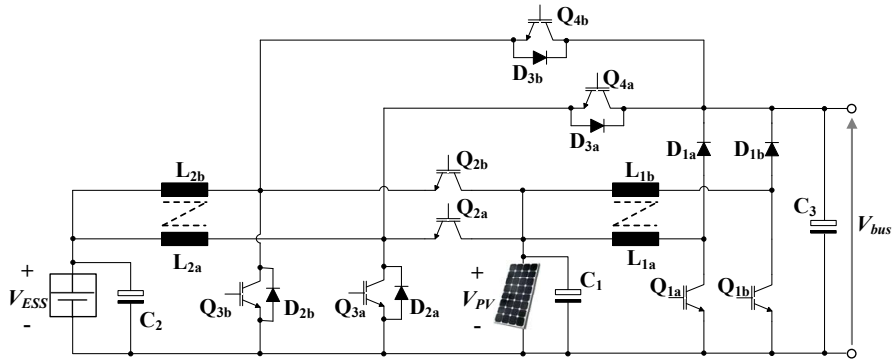 Q4b
D3b
Q4a
D3a
D1a
D1b
L2b
Q2b
L1b
C3
Vbus
Q2a
L2a
L1a
+
VESS
-
C2
Q3b
D2b
Q3a
D2a
+
VPV
-
C1
Q1a
Q1b